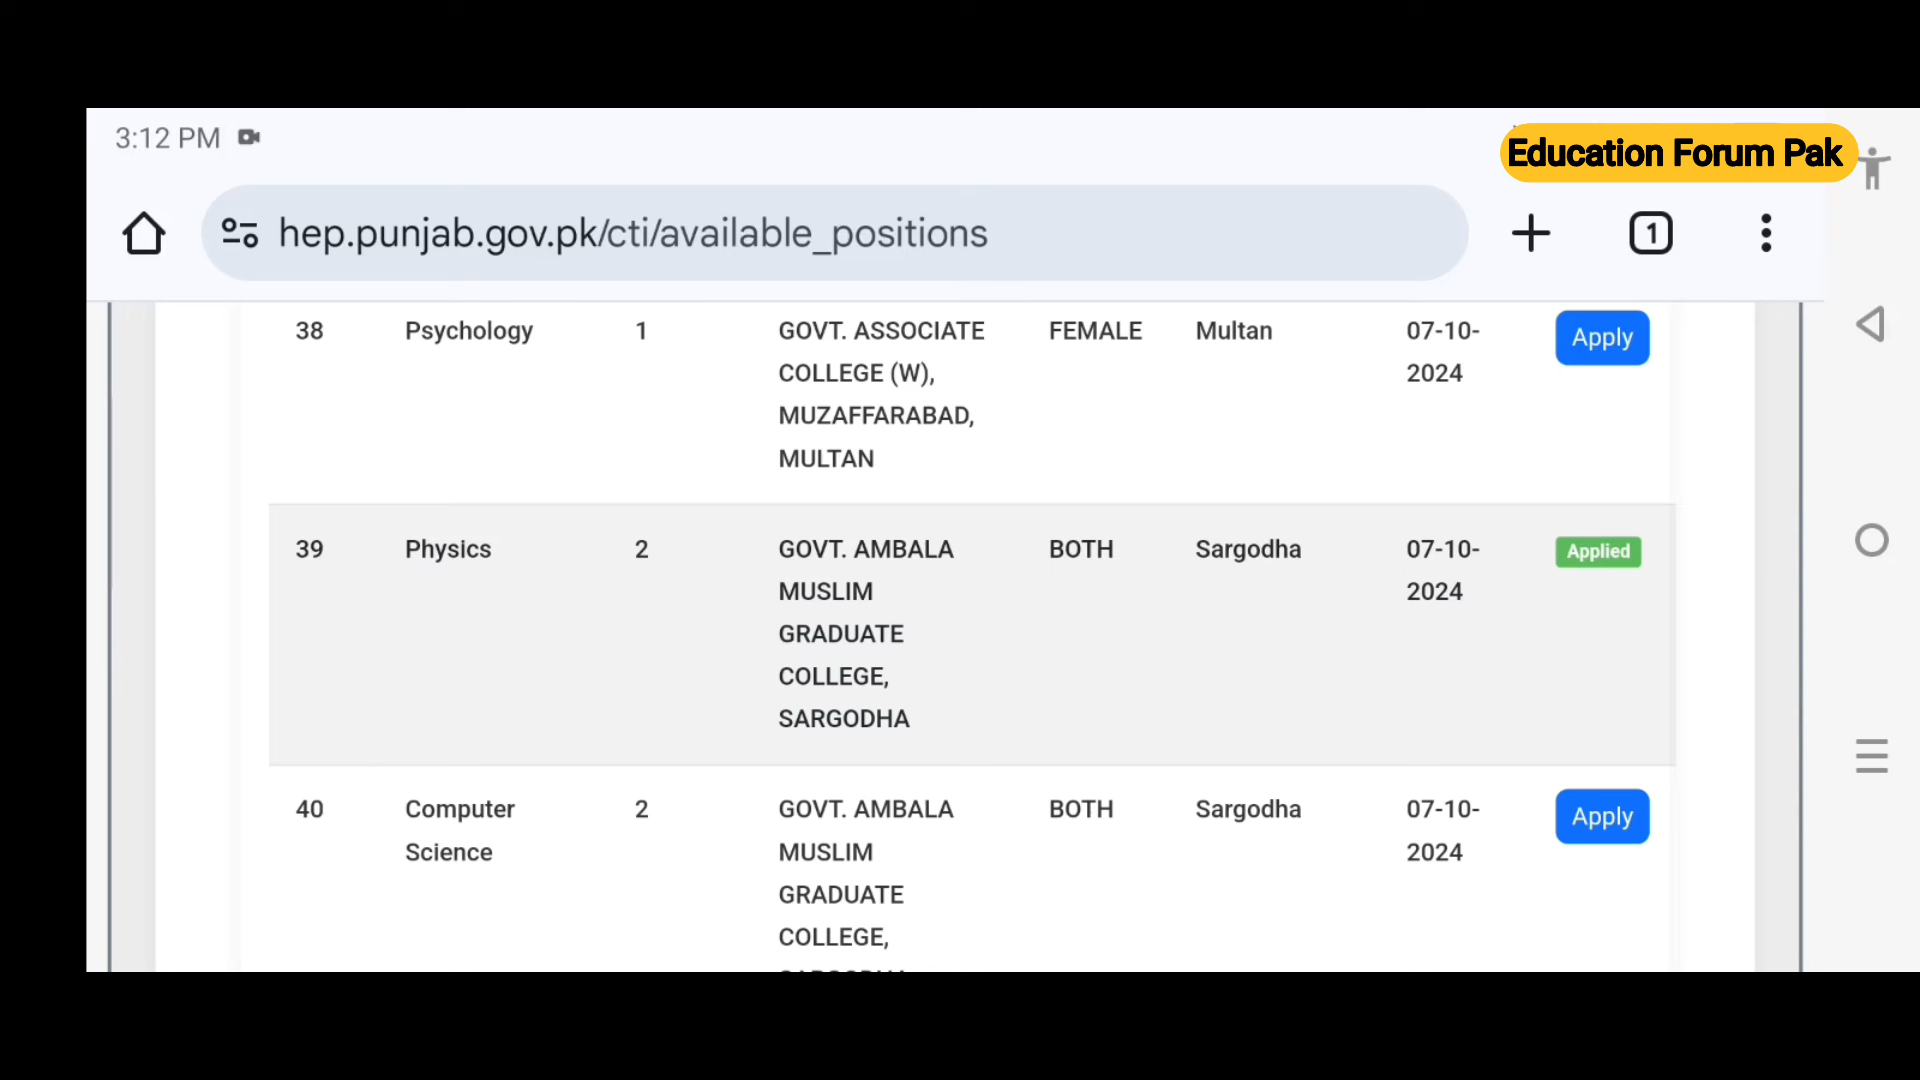 3:12 PM
Education Forum Pak
hep.punjab.gov.pk/cti/available_positions
1
38 Psychology 1 GOVT. ASSOCIATE FEMALE Multan 07-10- Apply
COLLEGE (W), 2024
MUZAFFARABAD,
MULTAN
39 Physics 2 GOVT. AMBALA BOTH Sargodha 07-10- Applied
MUSLIM 2024
GRADUATE
COLLEGE,
SARGODHA
40 Computer 2 GOVT. AMBALA BOTH Sargodha 07-10- Apply
Science MUSLIM 2024
GRADUATE
COLLEGE,